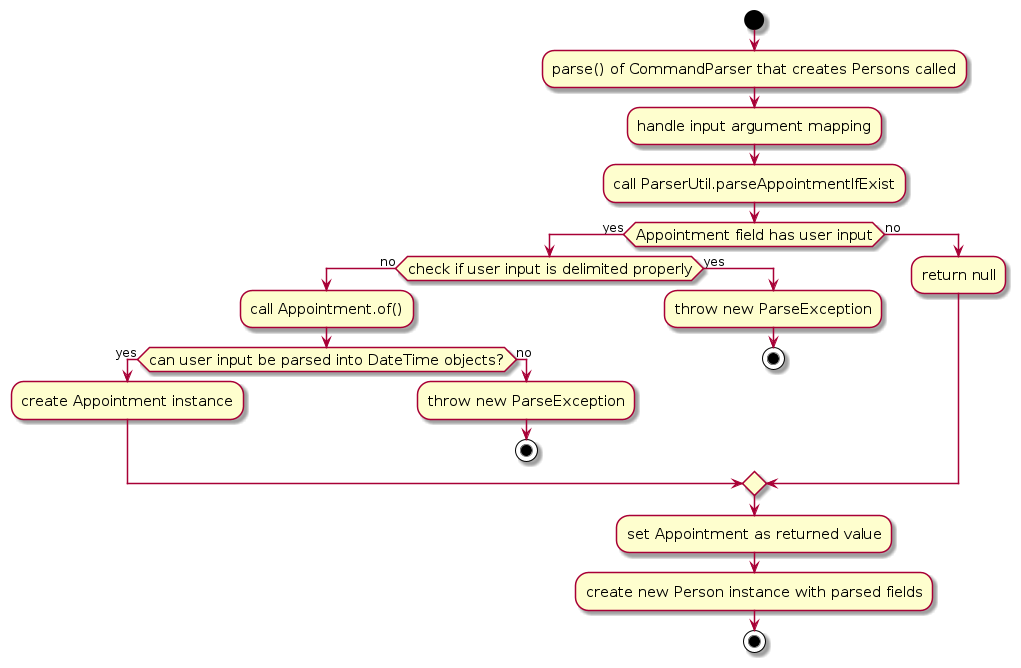 parse() of CommandParser that creates Persons called
handle input argument mapping
call ParserUtil.parseAppointmentIfExist
yes
Appointment field has user input
no
no
check if user input is delimited properly
yes
return null
call Appointment.of()
throw new ParseException
yes
can user input be parsed into DateTime objects?
no
create Appointment instance
throw new ParseException
set Appointment as returned value
create new Person instance with parsed fields